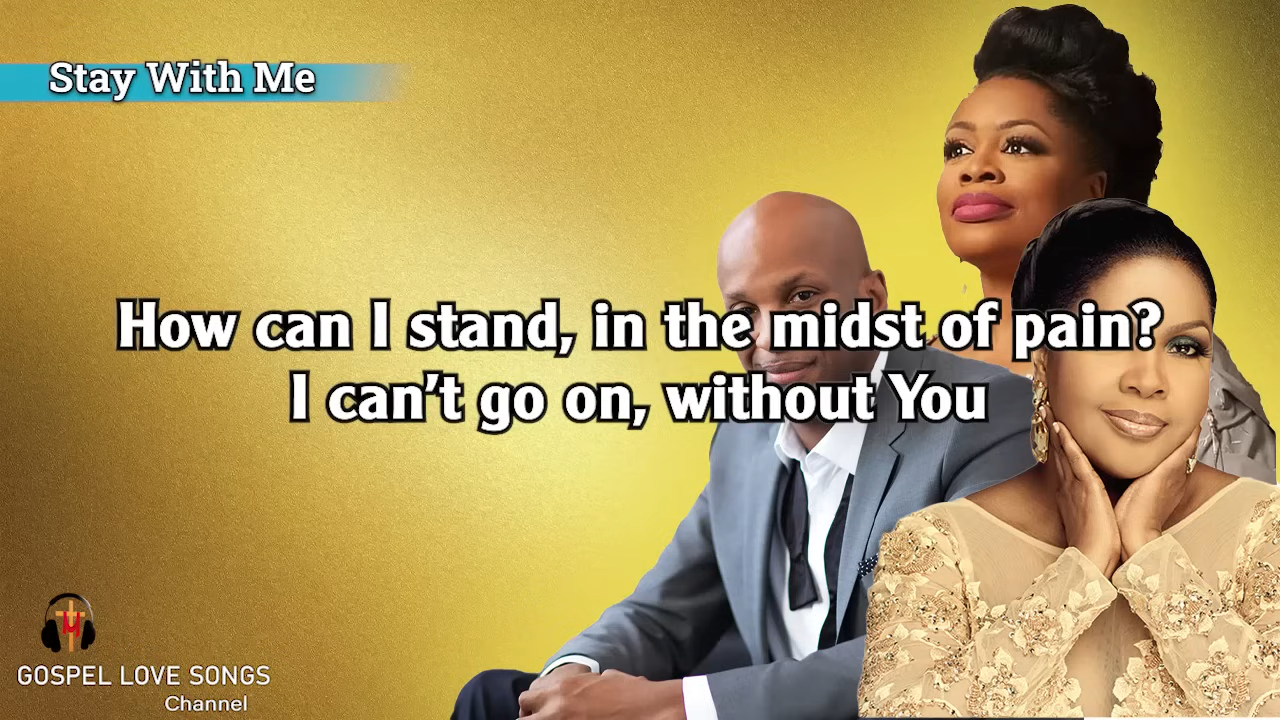 Stay With Me
How can I stand, in the midst of pain?
I can't go on, without You
GOSPEL LOVE SONGS
Channel